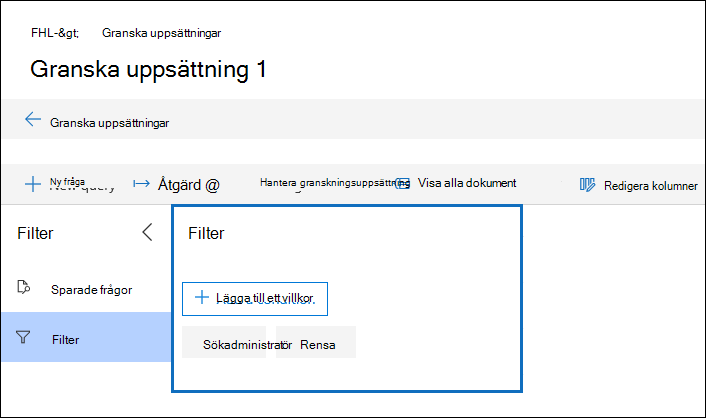 FHL-&gt; Granska uppsättningar
Granska uppsättning 1
Granska uppsättningar
Ny fråga Åtgärd @ Hantera granskningsuppsättning Visa alla dokument Redigera kolumner
New query
Filter
Filter
Lägga till ett villkor
Sparade frågor
Filter
Sökadministratör Rensa